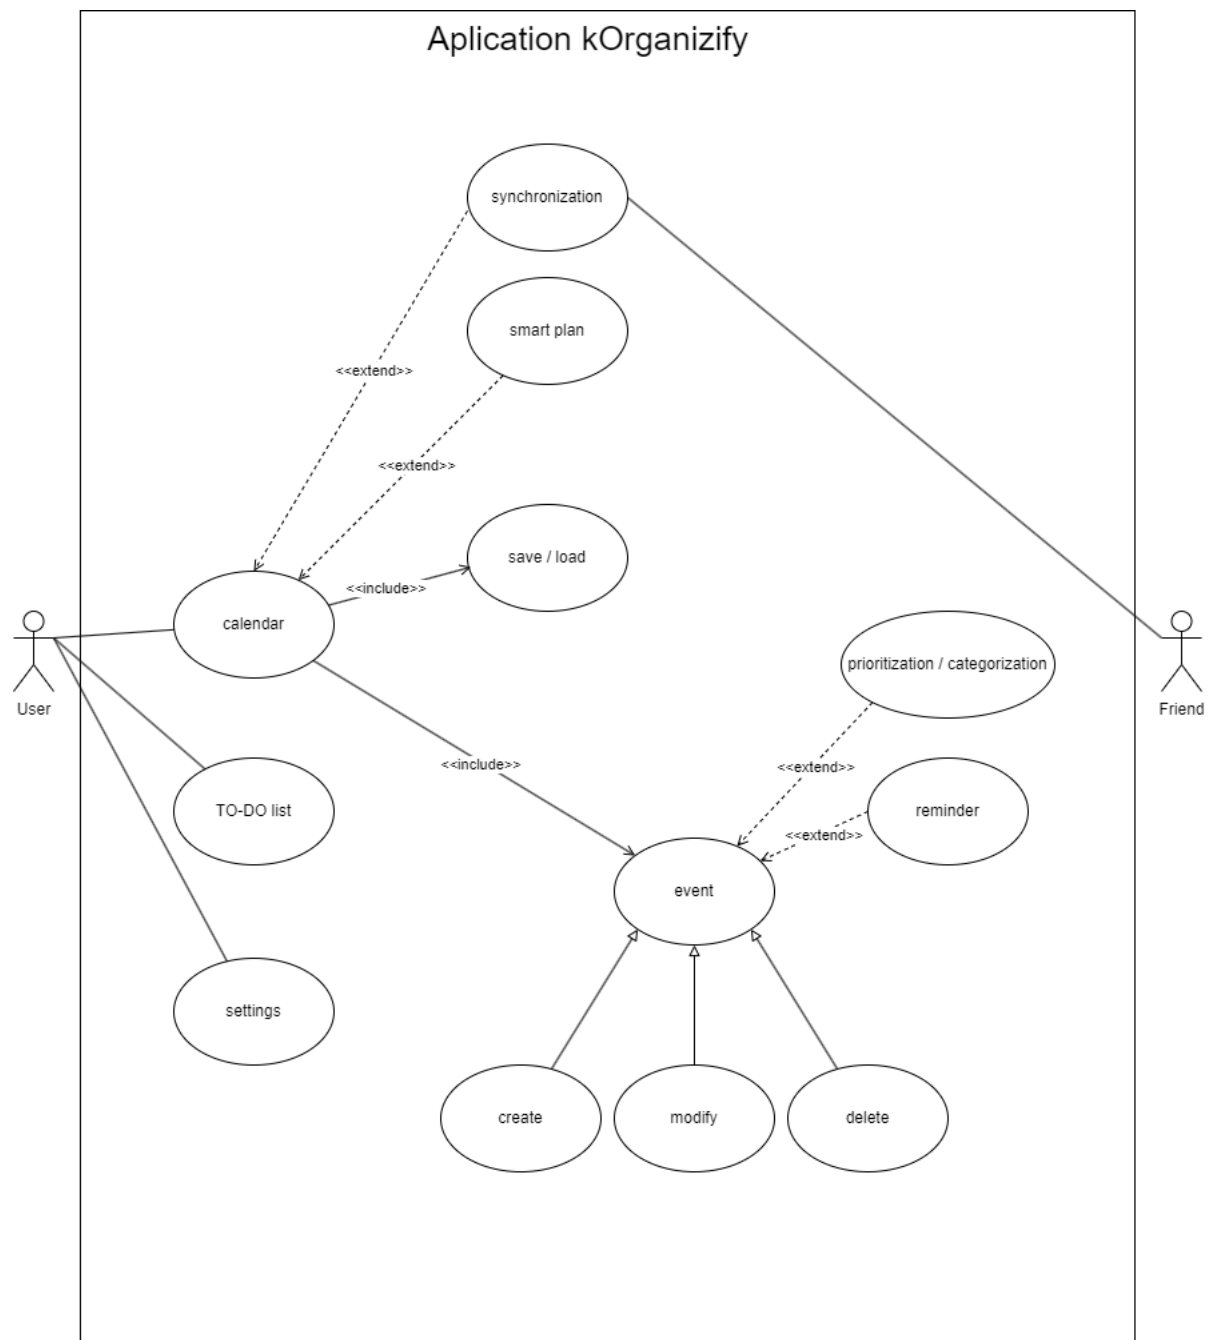 Aplication kOrganizify
synchronization
smart plan
<<extend>>
<<extend>>
save / load
<<include>>
calendar
prioritization / categorization
User
Friend
<<include>>
<<extend>>
TO-DO list
reminder
<<extend>>
event
settings
create
modify
delete